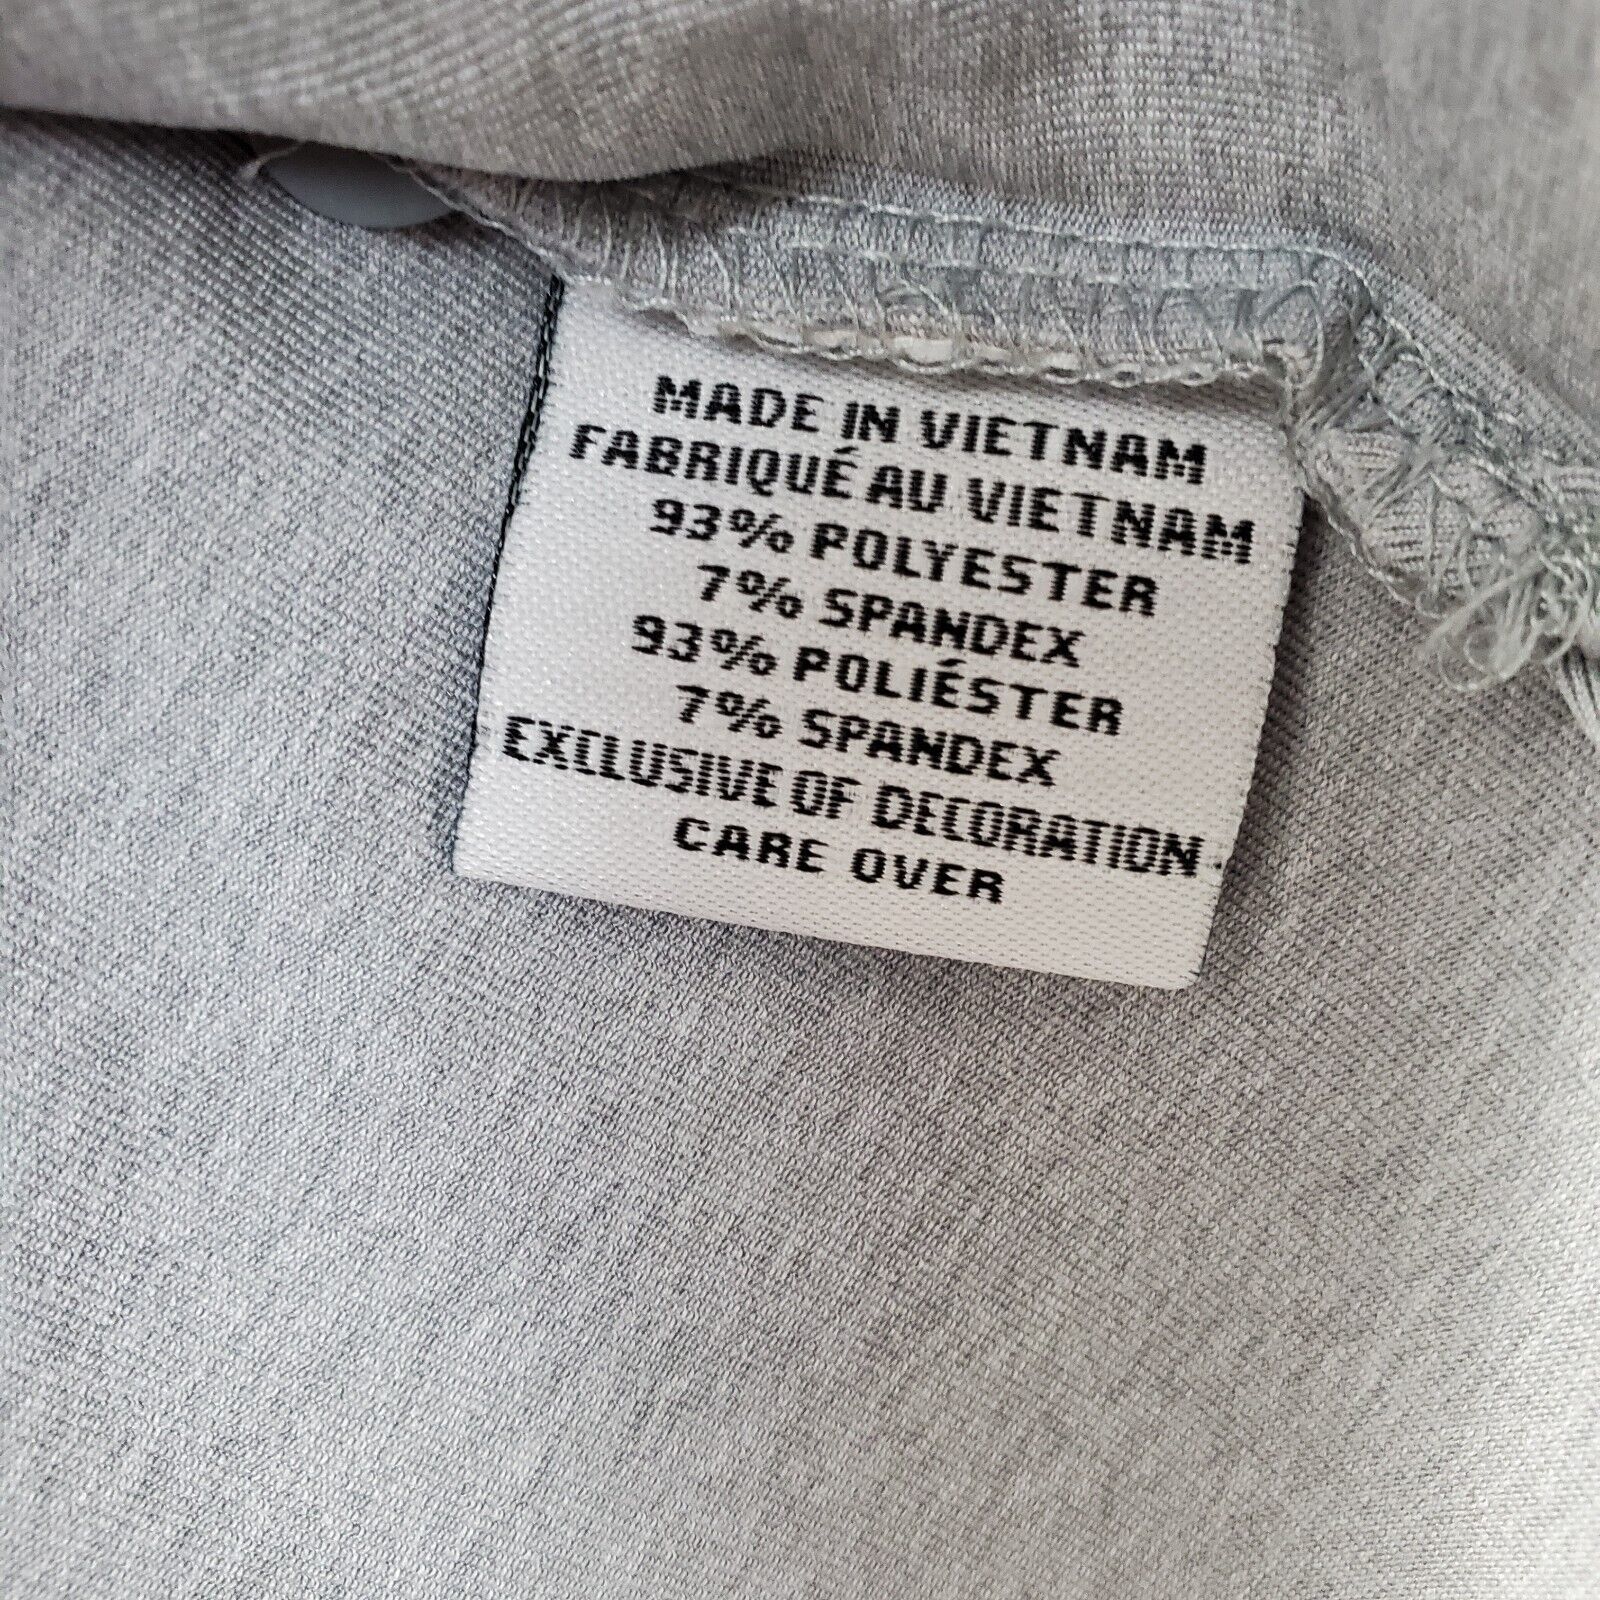 MADE IN VIETNAM
FABRIQUÉ AU VIETNAM
93% POLYESTER
7% SPANDEX
93% POLIÉSTER
7% SPANDEX
EXCLUSIVE OF DECORATION
CARE OVER